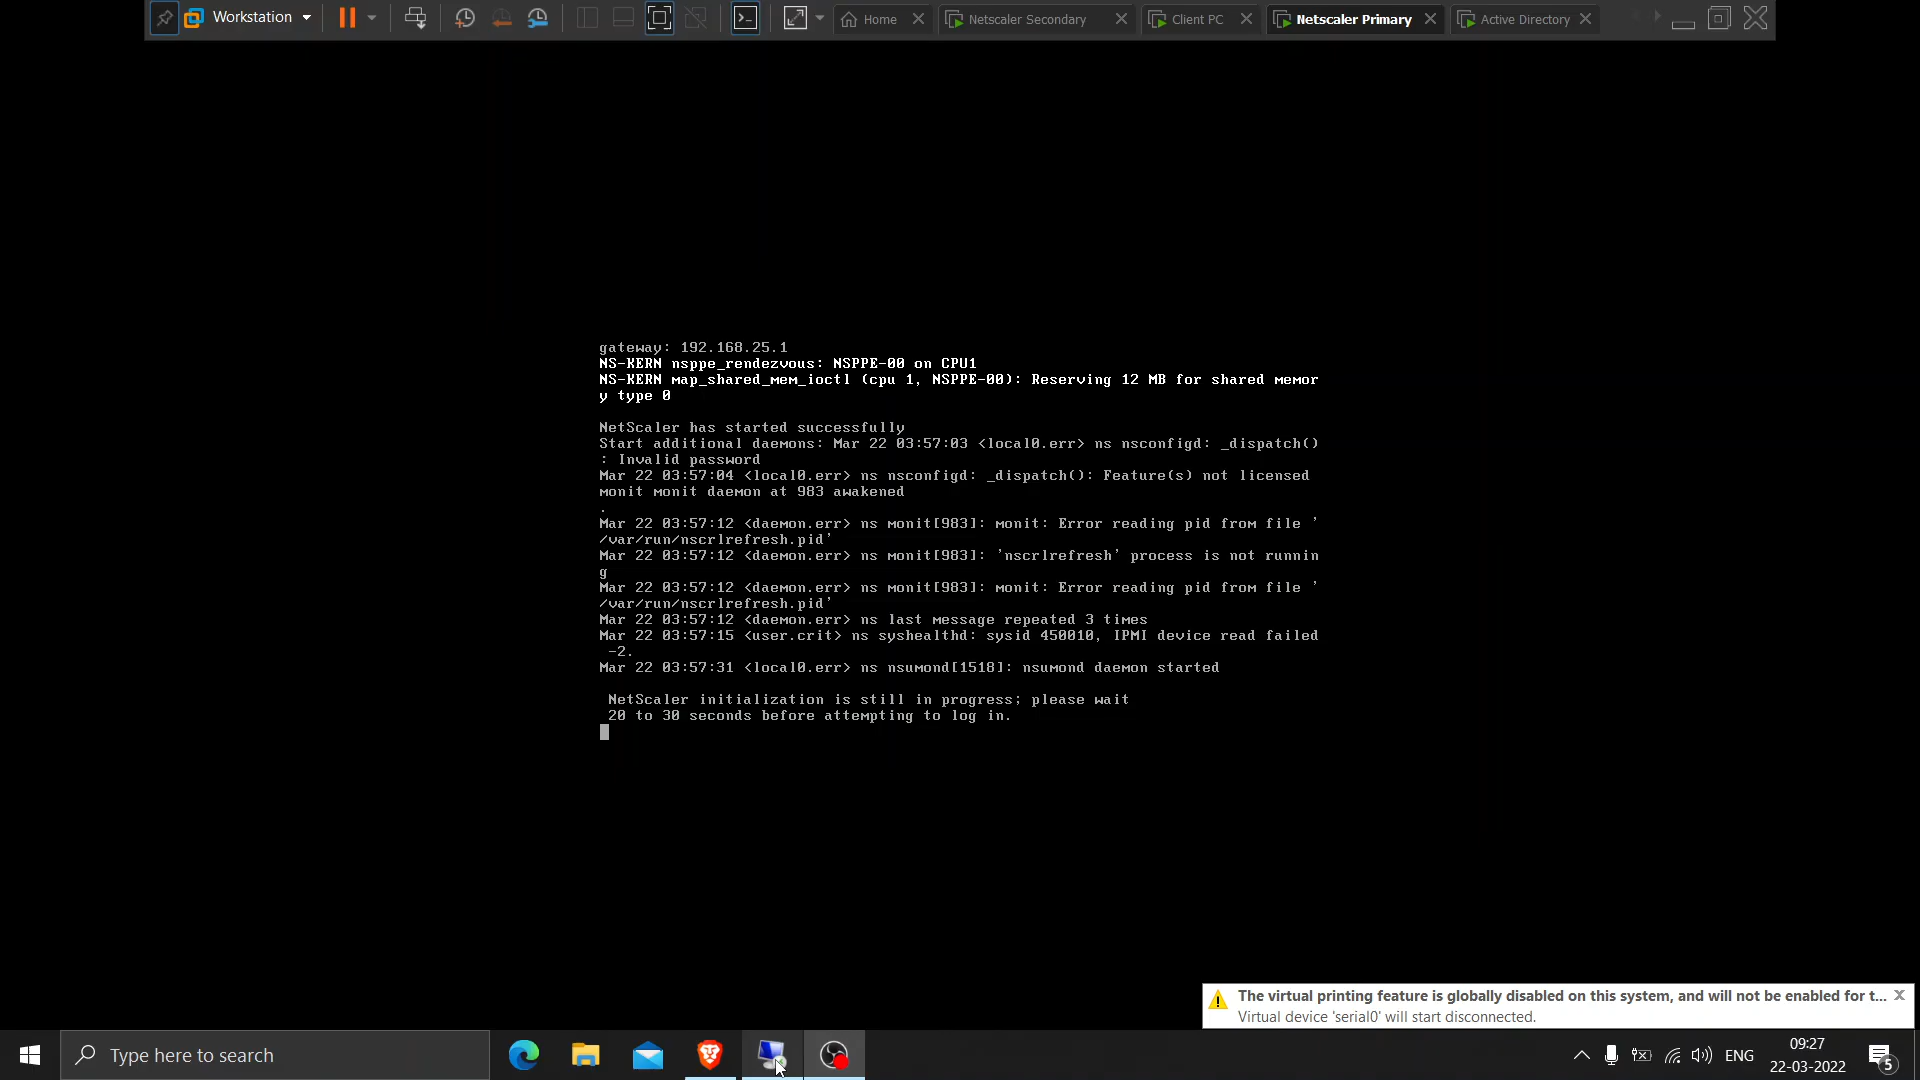 Workstation
Home
Netscaler Secondary
Client PC
Netscaler Primary
Active Directory
gateway: 192.168.25.1
NS-KERN nsppe_rendezvous: NSPPE-00 on CPU1
NS-KERN map_shared_mem_ioctl (cpu 1, NSPPE-00): Reserving 12 MB for shared memor
y type 0
NetScaler has started successfully
Start additional daemons: Mar 22 03:57:03 <local0.err> ns nsconfigd: _dispatch()
: Invalid password
Mar 22 03:57:04 <local0.err> ns nsconfigd: _dispatch(): Feature(s) not licensed
monit monit daemon at 983 awakened
.
Mar 22 03:57:12 <daemon.err> ns monit[983]: monit: Error reading pid from file '
/var/run/nscrlrefresh.pid'
Mar 22 03:57:12 <daemon.err> ns monit[983]: 'nscrlrefresh' process is not runnin
g
Mar 22 03:57:12 <daemon.err> ns monit[983]: monit: Error reading pid from file '
/var/run/nscrlrefresh.pid'
Mar 22 03:57:12 <daemon.err> ns last message repeated 3 times
Mar 22 03:57:15 <user.crit> ns syshealthd: sysid 450010, IPMI device read failed
-2.
Mar 22 03:57:31 <local0.err> ns nsumond[1518]: nsumond daemon started
NetScaler initialization is still in progress; please wait
20 to 30 seconds before attempting to log in.
The virtual printing feature is globally disabled on this system, and will not be enabled for t...
Virtual device 'serial0' will start disconnected.
Type here to search
ENG
09:27
22-03-2022
5